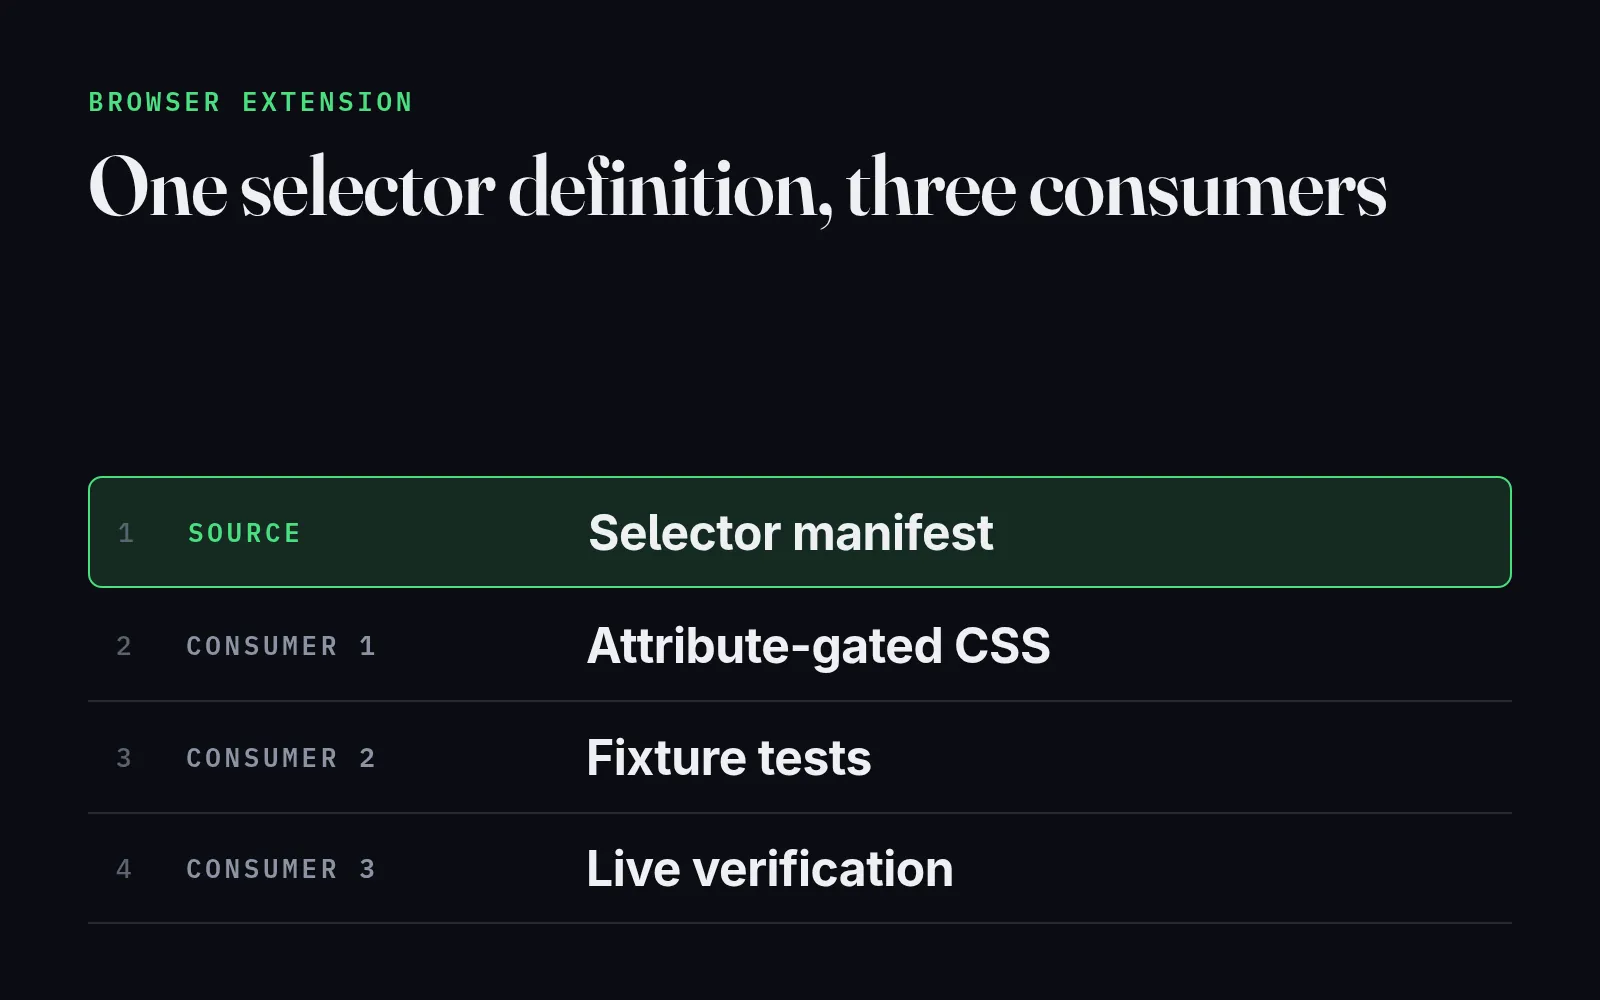 BROWSER EXTENSION
One selector definition, three consumers
1 SOURCE Selector manifest
2 CONSUMER 1 Attribute-gated CSS
3 CONSUMER 2 Fixture tests
4 CONSUMER 3 Live verification